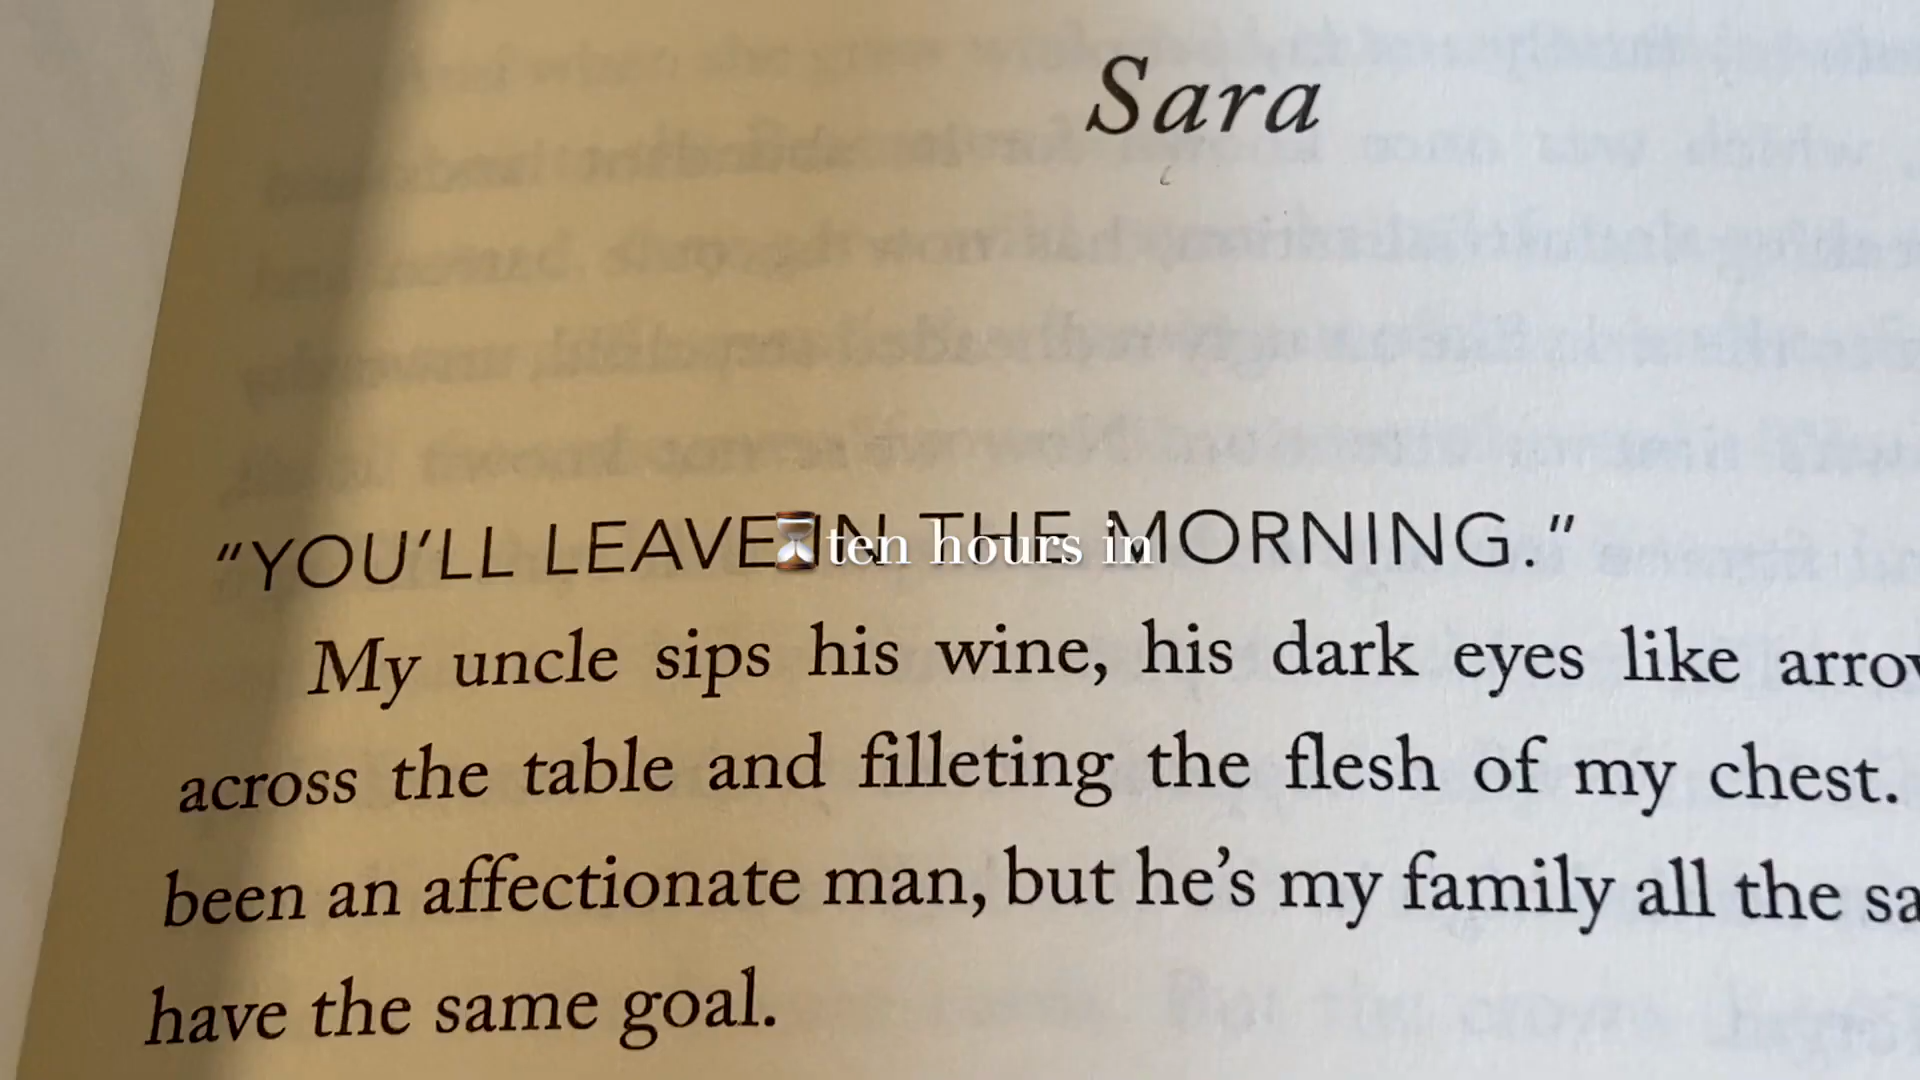 Sara
"YOU'LL LEAVE IN THE MORNING."
⏳ten hours in
My uncle sips his wine, his dark eyes like
across the table and filleting the flesh of my chest.
been an affectionate man, but he's my family all the
have the same goal.